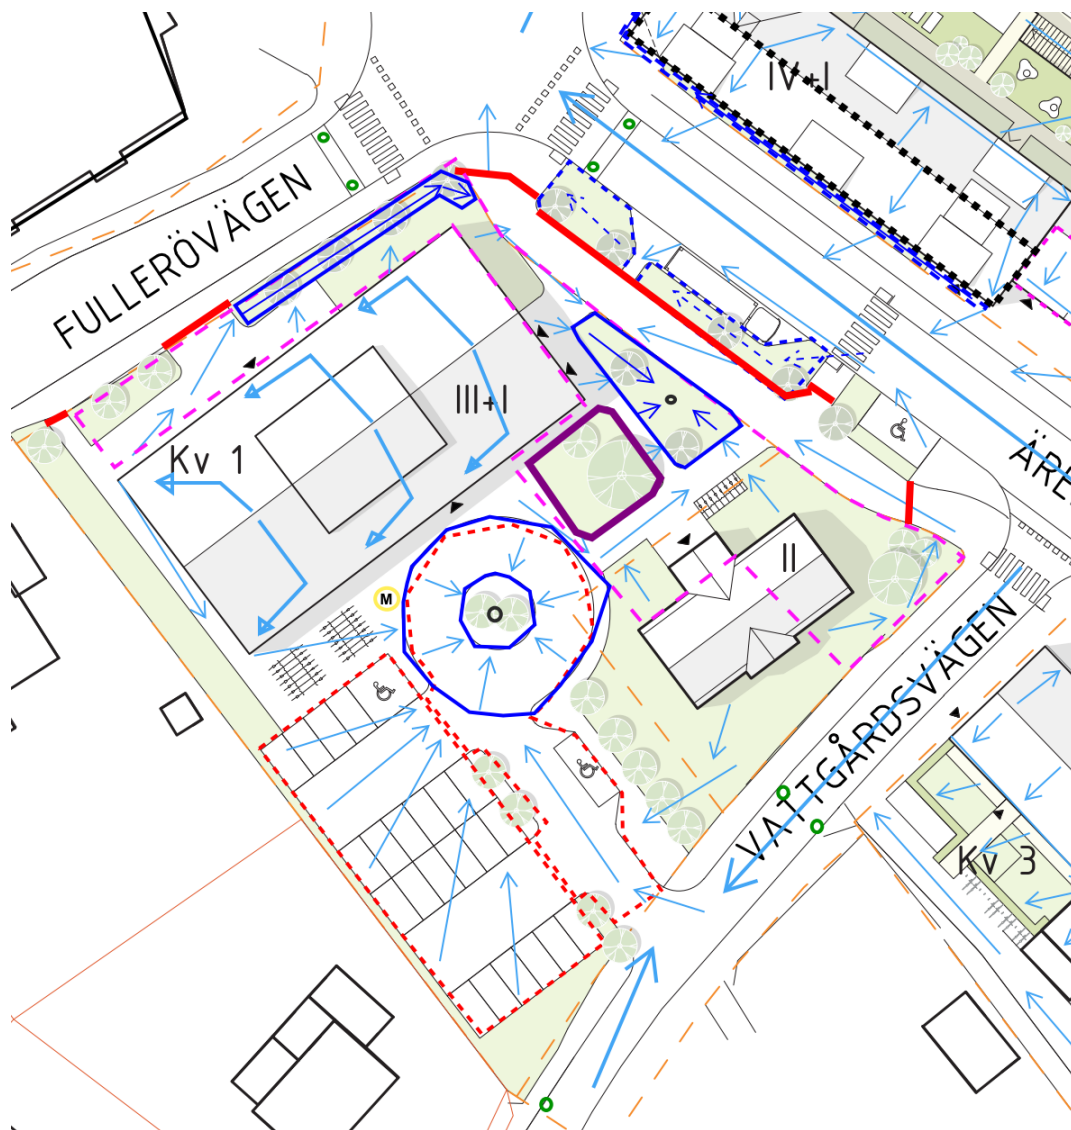 IV+I
FULLERÖVÄGEN
III+I
Kv 1
ÄRE
II
M
VATTGÅRDSVÄGEN
Kv 3